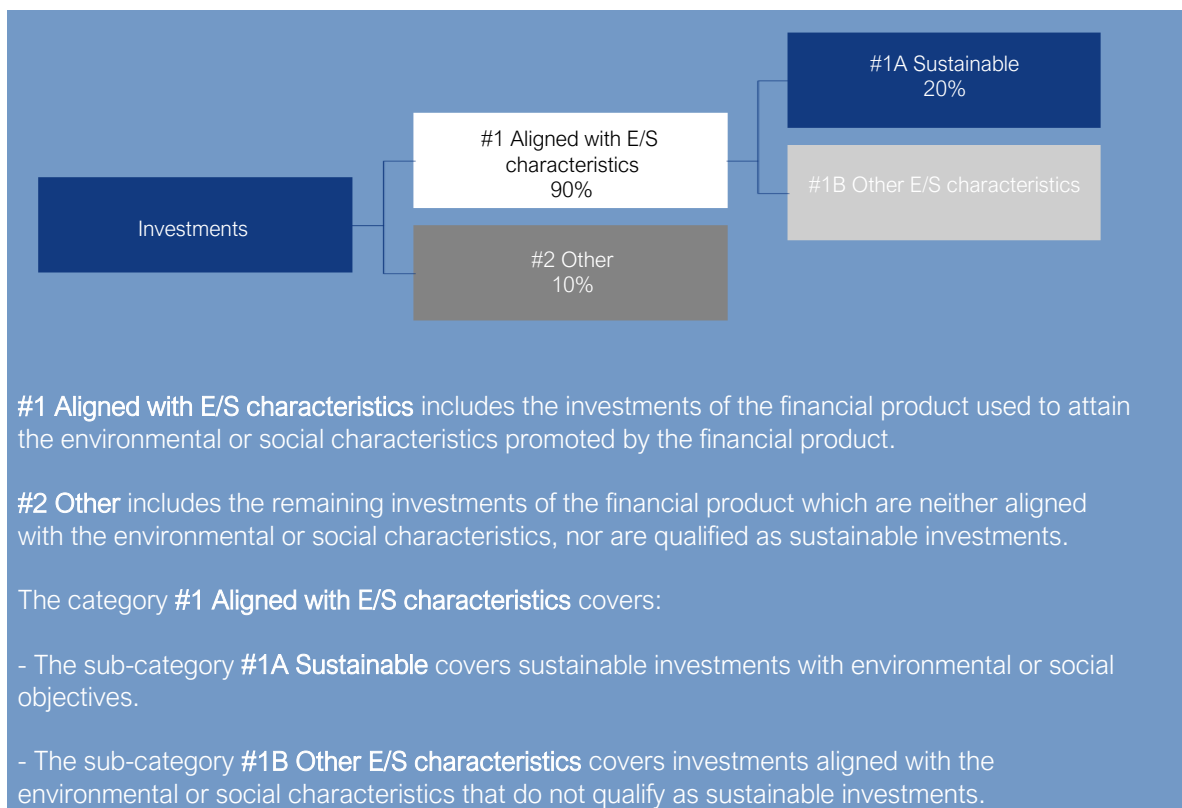 #1A Sustainable
20%
#1 Aligned with E/S
characteristics
90%
#1B Other E/S characteristics
Investments
#2 Other
10%
#1 Aligned with E/S characteristics includes the investments of the financial product used to attain
the environmental or social characteristics promoted by the financial product.
#2 Other includes the remaining investments of the financial product which are neither aligned
with the environmental or social characteristics, nor are qualified as sustainable investments.
The category #1 Aligned with E/S characteristics covers:
- The sub-category #1A Sustainable covers sustainable investments with environmental or social
objectives.
- The sub-category #1B Other E/S characteristics covers investments aligned with the
environmental or social characteristics that do not qualify as sustainable investments.